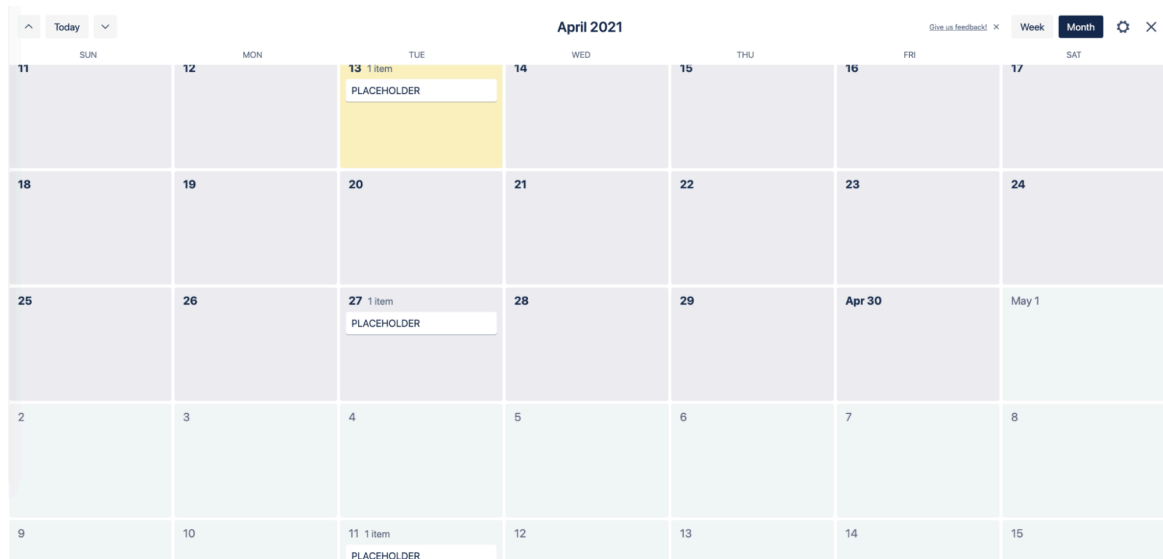 Today April 2021 Give us feedback! × Week Month
SUN MON TUE WED THU FRI SAT
11 12 13 1 item 14 15 16 17
PLACEHOLDER
18 19 20 21 22 23 24
25 26 27 1 item 28 29 Apr 30 May 1
PLACEHOLDER
2 3 4 5 6 7 8
9 10 11 1 item 12 13 14 15
PLACEHOLDER